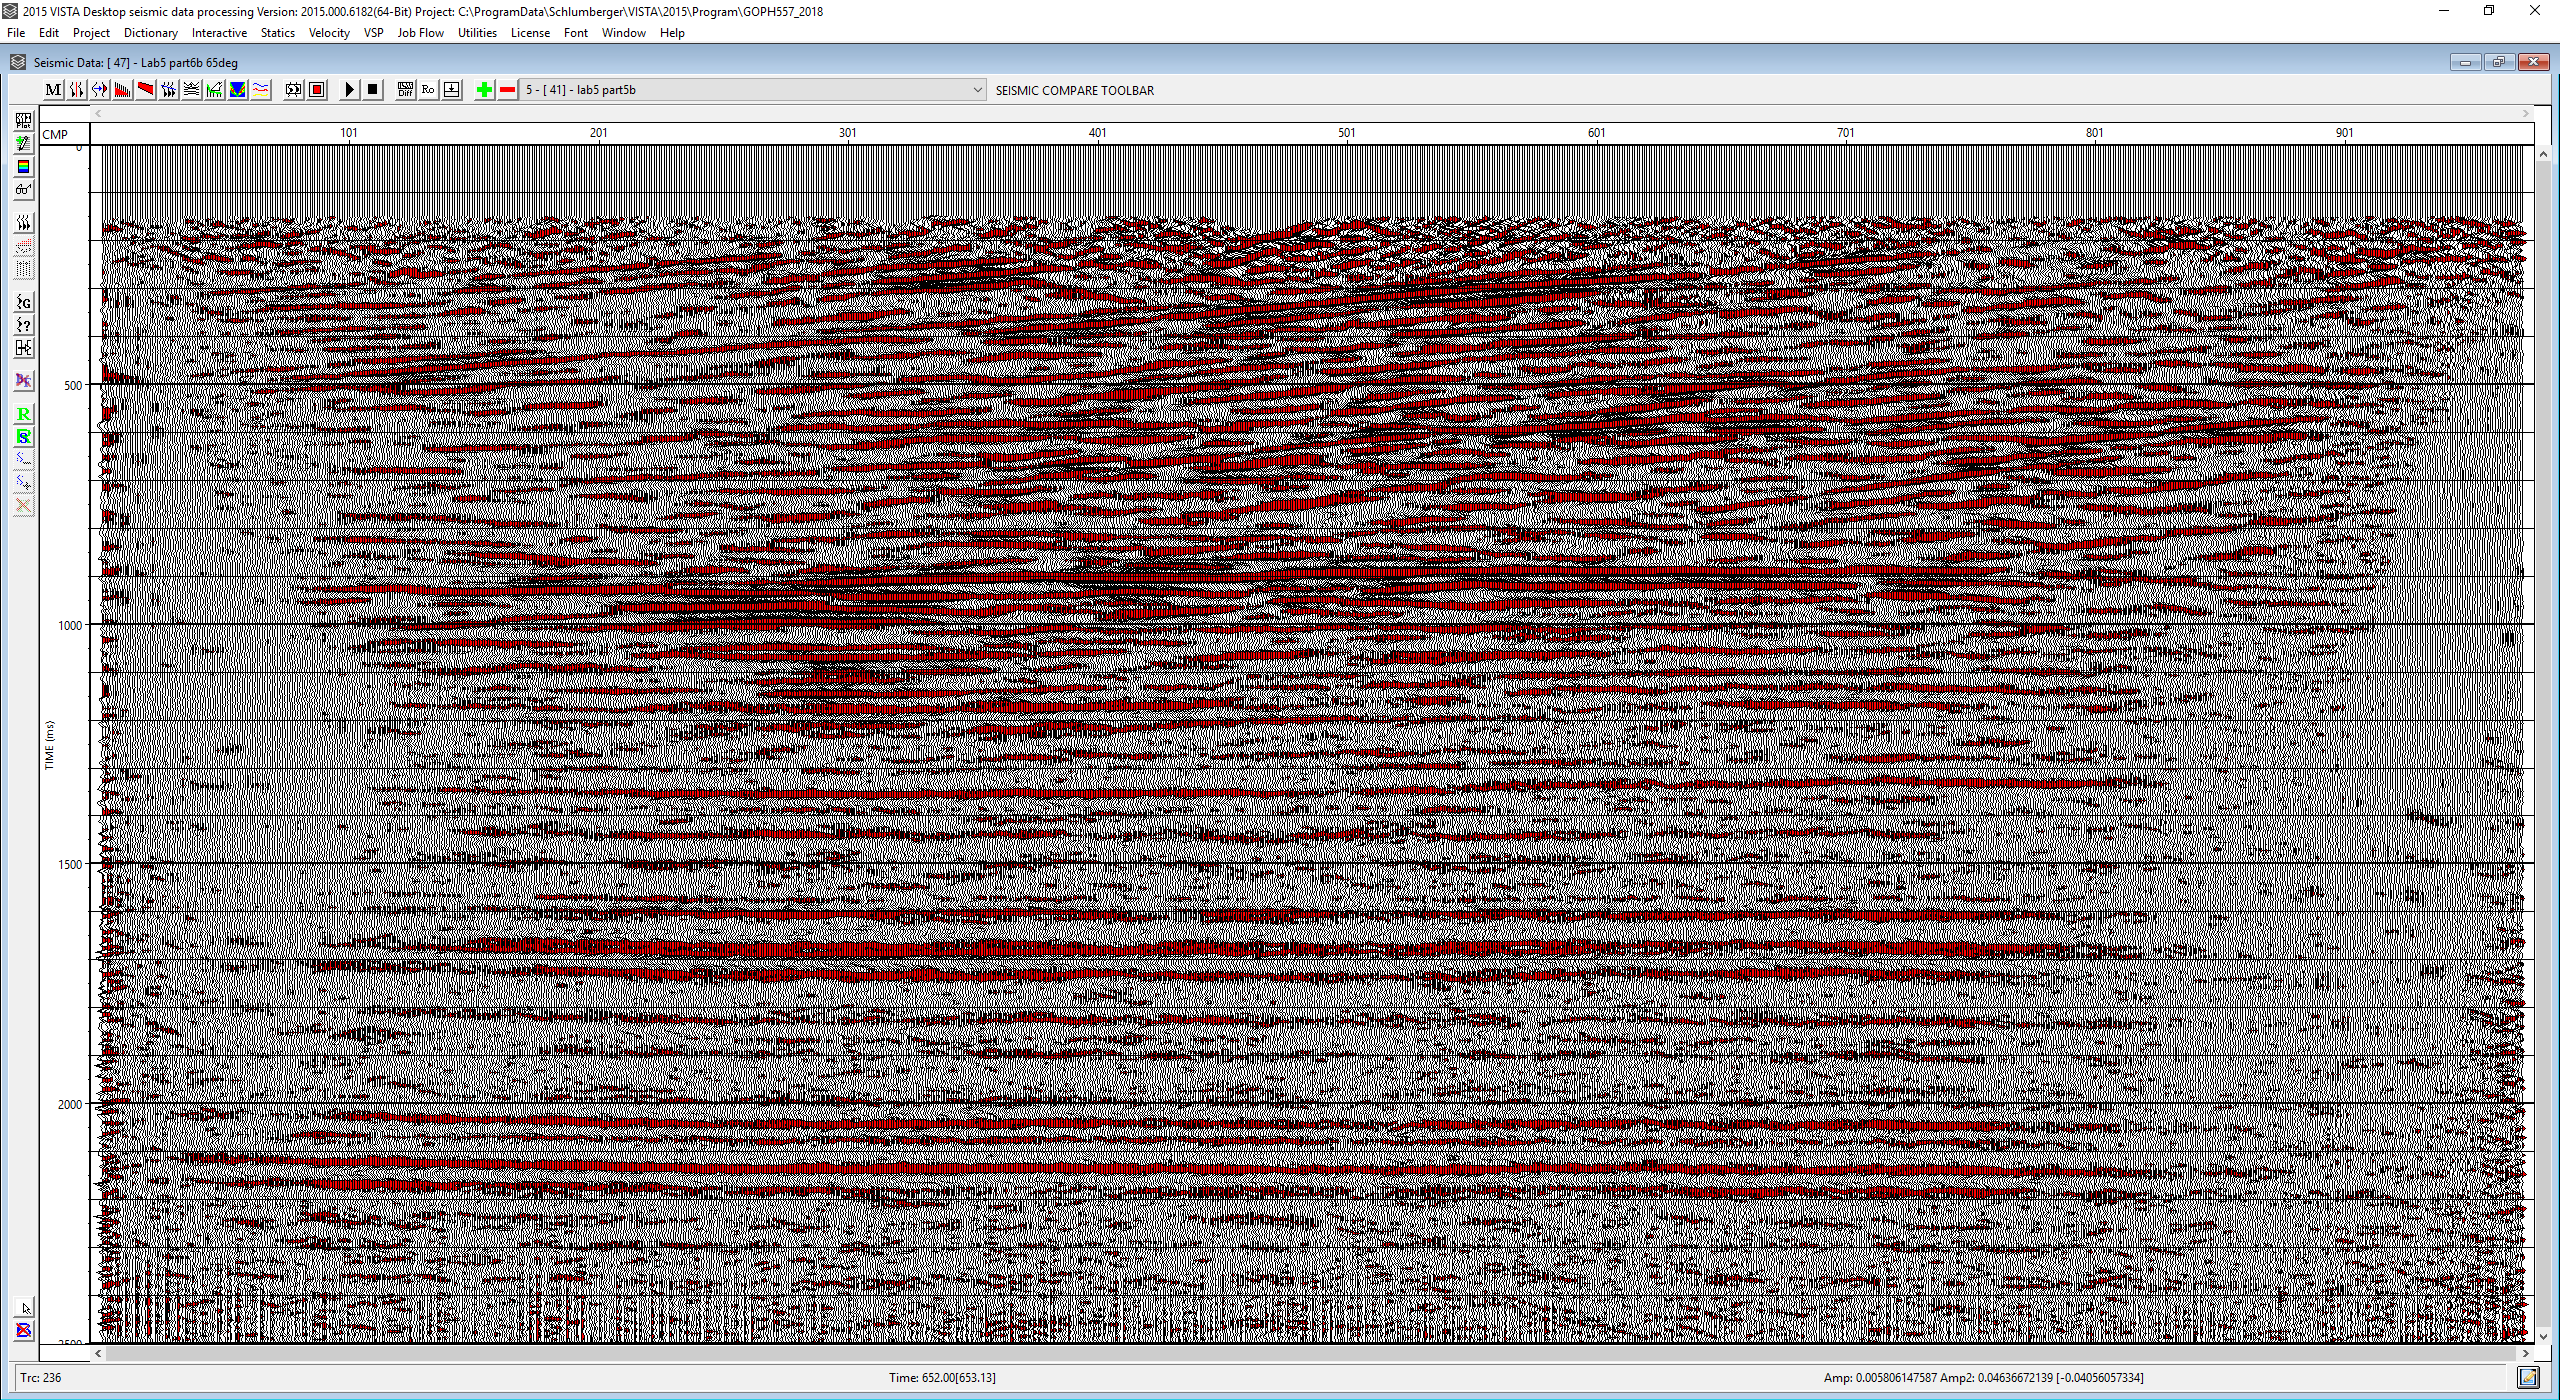 2015 VISTA Desktop seismic data processing Version: 2015.000.6182(64-Bit) Project: C:\ProgramData\Schlumberger\VISTA\2015\Program\GOPH557_2018
File Edit Project Dictionary Interactive Statics Velocity VSP Job Flow Utilities License Font Window Help
Seismic Data: [ 47] - Lab5 part6b 65deg
M Diff Ro 5 - [ 41] - lab5 part5b SEISMIC COMPARE TOOLBAR
CMP 101 201 301 401 501 601 701 801 901
0
500
1000
TIME (ms)
1500
2000
2500
Trc: 236 Time: 652.00[653.13] Amp: 0.005806147587 Amp2: 0.04636672139 [-0.04056057334]